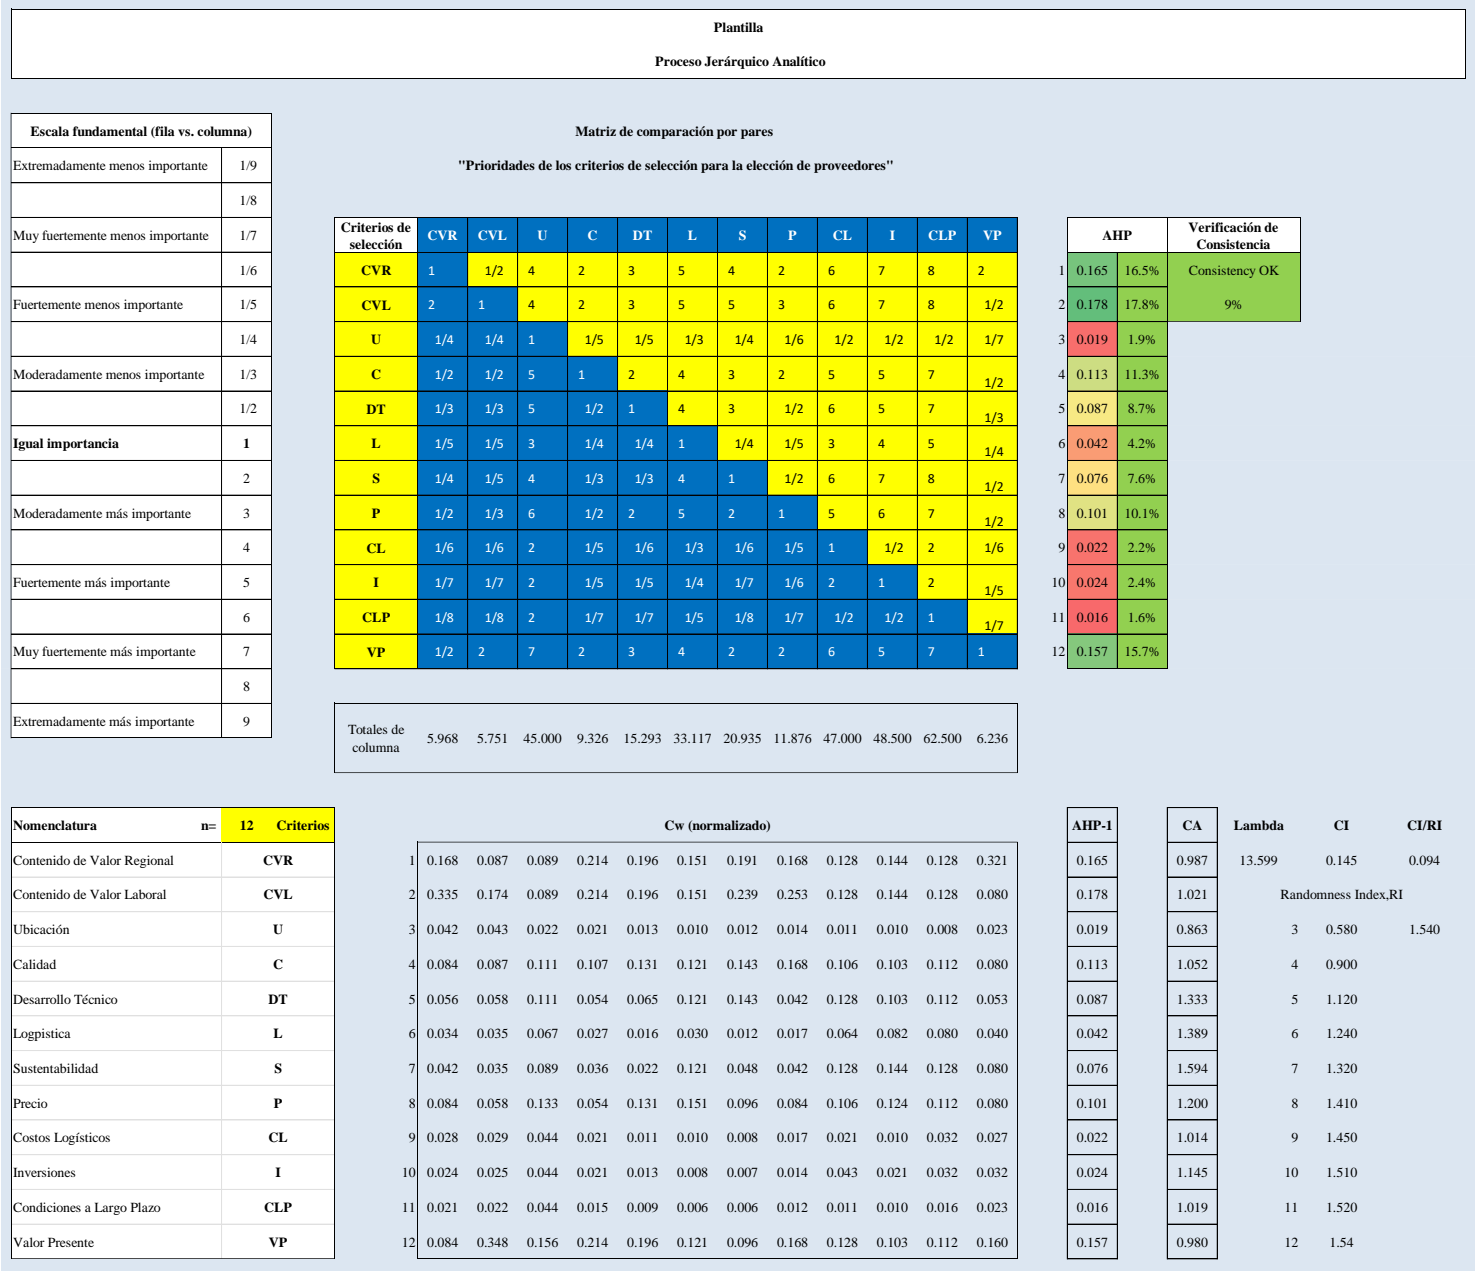 Plantilla
Proceso Jerárquico Analítico
Escala fundamental (fila vs. columna)
Extremadamente menos importante 1/9
1/8
Muy fuertemente menos importante 1/7
1/6
Fuertemente menos importante 1/5
1/4
Moderadamente menos importante 1/3
1/2
Igual importancia 1
2
Moderadamente más importante 3
4
Fuertemente más importante 5
6
Muy fuertemente más importante 7
8
Extremadamente más importante 9
Matriz de comparación por pares
"Prioridades de los criterios de selección para la elección de proveedores"
Criterios de selección CVR CVL U C DT L S P CL I CLP VP
CVR 1 1/2 4 2 3 5 4 2 6 7 8 2
CVL 2 1 4 2 3 5 5 3 6 7 8 1/2
U 1/4 1/4 1 1/5 1/5 1/3 1/4 1/6 1/2 1/2 1/2 1/7
C 1/2 1/2 5 1 2 4 3 2 5 5 7 1/2
DT 1/3 1/3 5 1/2 1 4 3 1/2 6 5 7 1/3
L 1/5 1/5 3 1/4 1/4 1 1/4 1/5 3 4 5 1/4
S 1/4 1/5 4 1/3 1/3 4 1 1/2 6 7 8 1/2
P 1/2 1/3 6 1/2 2 5 2 1 5 6 7 1/2
CL 1/6 1/6 2 1/5 1/6 1/3 1/6 1/5 1 1/2 2 1/6
I 1/7 1/7 2 1/5 1/5 1/4 1/7 1/6 2 1 2 1/5
CLP 1/8 1/8 2 1/7 1/7 1/5 1/8 1/7 1/2 1/2 1 1/7
VP 1/2 2 7 2 3 4 2 2 6 5 7 1
AHP
1 0.165 16.5%
2 0.178 17.8%
3 0.019 1.9%
4 0.113 11.3%
5 0.087 8.7%
6 0.042 4.2%
7 0.076 7.6%
8 0.101 10.1%
9 0.022 2.2%
10 0.024 2.4%
11 0.016 1.6%
12 0.157 15.7%
Verificación de
Consistencia
Consistency OK
9%
Totales de columna 5.968 5.751 45.000 9.326 15.293 33.117 20.935 11.876 47.000 48.500 62.500 6.236
Nomenclatura n= 12 Criterios
Contenido de Valor Regional CVR
Contenido de Valor Laboral CVL
Ubicación U
Calidad C
Desarrollo Técnico DT
Logpistica L
Sustentabilidad S
Precio P
Costos Logísticos CL
Inversiones I
Condiciones a Largo Plazo CLP
Valor Presente VP
Cw (normalizado)
1 0.168 0.087 0.089 0.214 0.196 0.151 0.191 0.168 0.128 0.144 0.128 0.321
2 0.335 0.174 0.089 0.214 0.196 0.151 0.239 0.253 0.128 0.144 0.128 0.080
3 0.042 0.043 0.022 0.021 0.013 0.010 0.012 0.014 0.011 0.010 0.008 0.023
4 0.084 0.087 0.111 0.107 0.131 0.121 0.143 0.168 0.106 0.103 0.112 0.080
5 0.056 0.058 0.111 0.054 0.065 0.121 0.143 0.042 0.128 0.103 0.112 0.053
6 0.034 0.035 0.067 0.027 0.016 0.030 0.012 0.017 0.064 0.082 0.080 0.040
7 0.042 0.035 0.089 0.036 0.022 0.121 0.048 0.042 0.128 0.144 0.128 0.080
8 0.084 0.058 0.133 0.054 0.131 0.151 0.096 0.084 0.106 0.124 0.112 0.080
9 0.028 0.029 0.044 0.021 0.011 0.010 0.008 0.017 0.021 0.010 0.032 0.027
10 0.024 0.025 0.044 0.021 0.013 0.008 0.007 0.014 0.043 0.021 0.032 0.032
11 0.021 0.022 0.044 0.015 0.009 0.006 0.006 0.012 0.011 0.010 0.016 0.023
12 0.084 0.348 0.156 0.214 0.196 0.121 0.096 0.168 0.128 0.103 0.112 0.160
AHP-1
0.165
0.178
0.019
0.113
0.087
0.042
0.076
0.101
0.022
0.024
0.016
0.157
CA
0.987
1.021
0.863
1.052
1.333
1.389
1.594
1.200
1.014
1.145
1.019
0.980
Lambda CI CI/RI
13.599 0.145 0.094
Randomness Index,RI
3 0.580 1.540
4 0.900
5 1.120
6 1.240
7 1.320
8 1.410
9 1.450
10 1.510
11 1.520
12 1.54